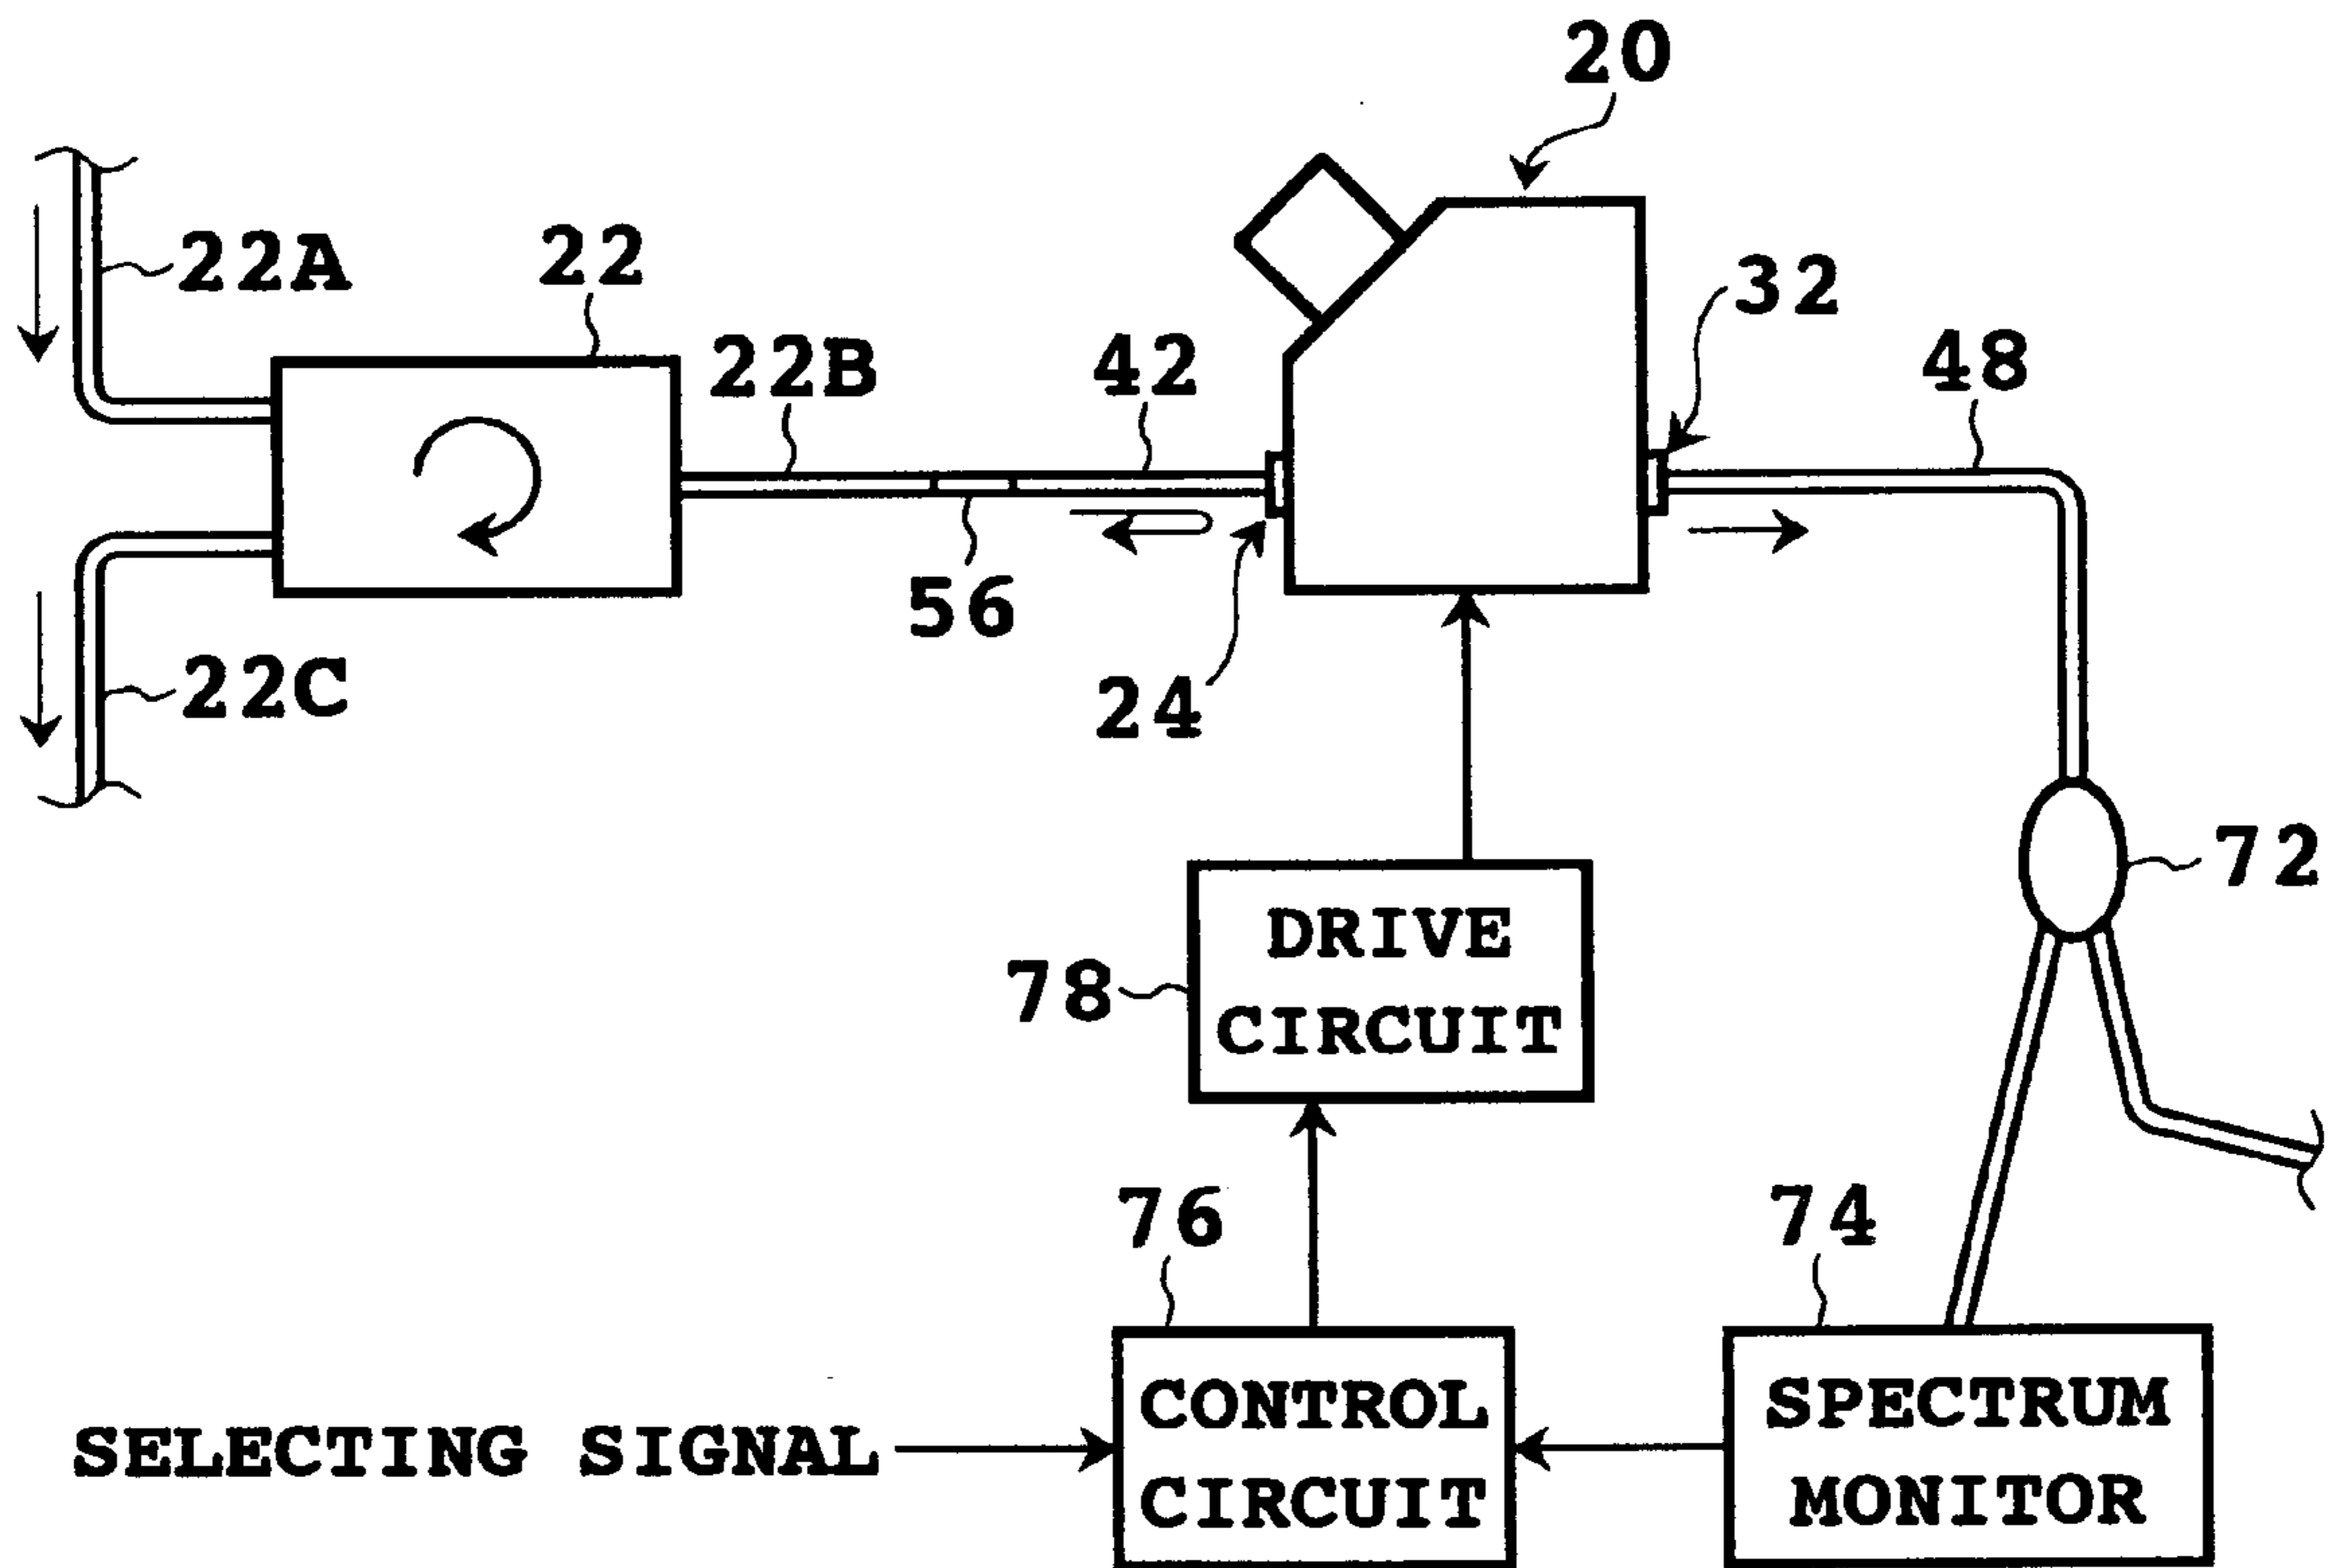 20
22A
22
32
22B
42
48
56
24
22C
72
DRIVE
CIRCUIT
78
76
74
SELECTING SIGNAL
CONTROL
CIRCUIT
SPECTRUM
MONITOR